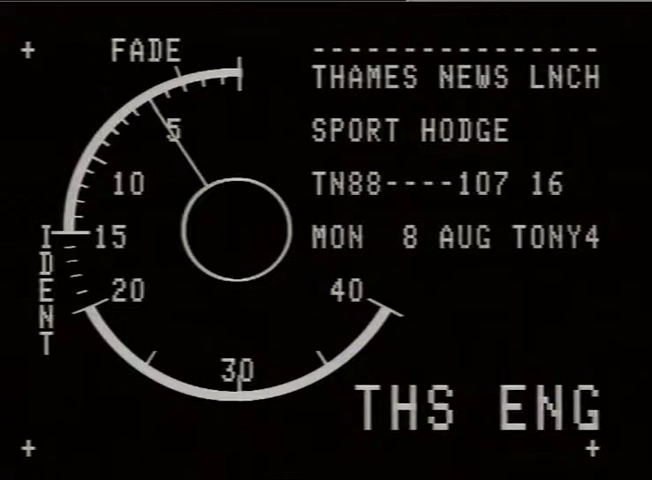 FADE
----------------
THAMES NEWS LNCH
SPORT HODGE
TN88----107 16
MON 8 AUG TONY4
5
10
15
20
30
40
IDENT
THS ENG